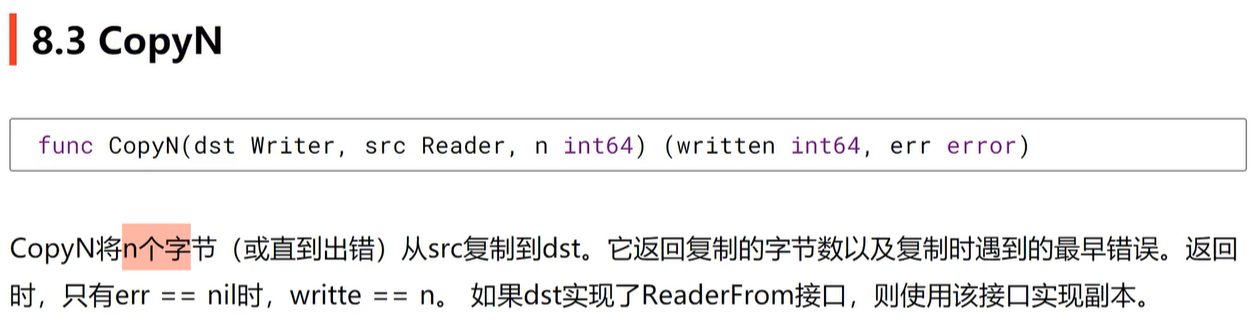 8.3 CopyN
func CopyN(dst Writer, src Reader, n int64) (written int64, err error)
CopyN将n个字节（或直到出错）从src复制到dst。它返回复制的字节数以及复制时遇到的最早错误。返回
时，只有err == nil时，writte == n。 如果dst实现了ReaderFrom接口，则使用该接口实现副本。